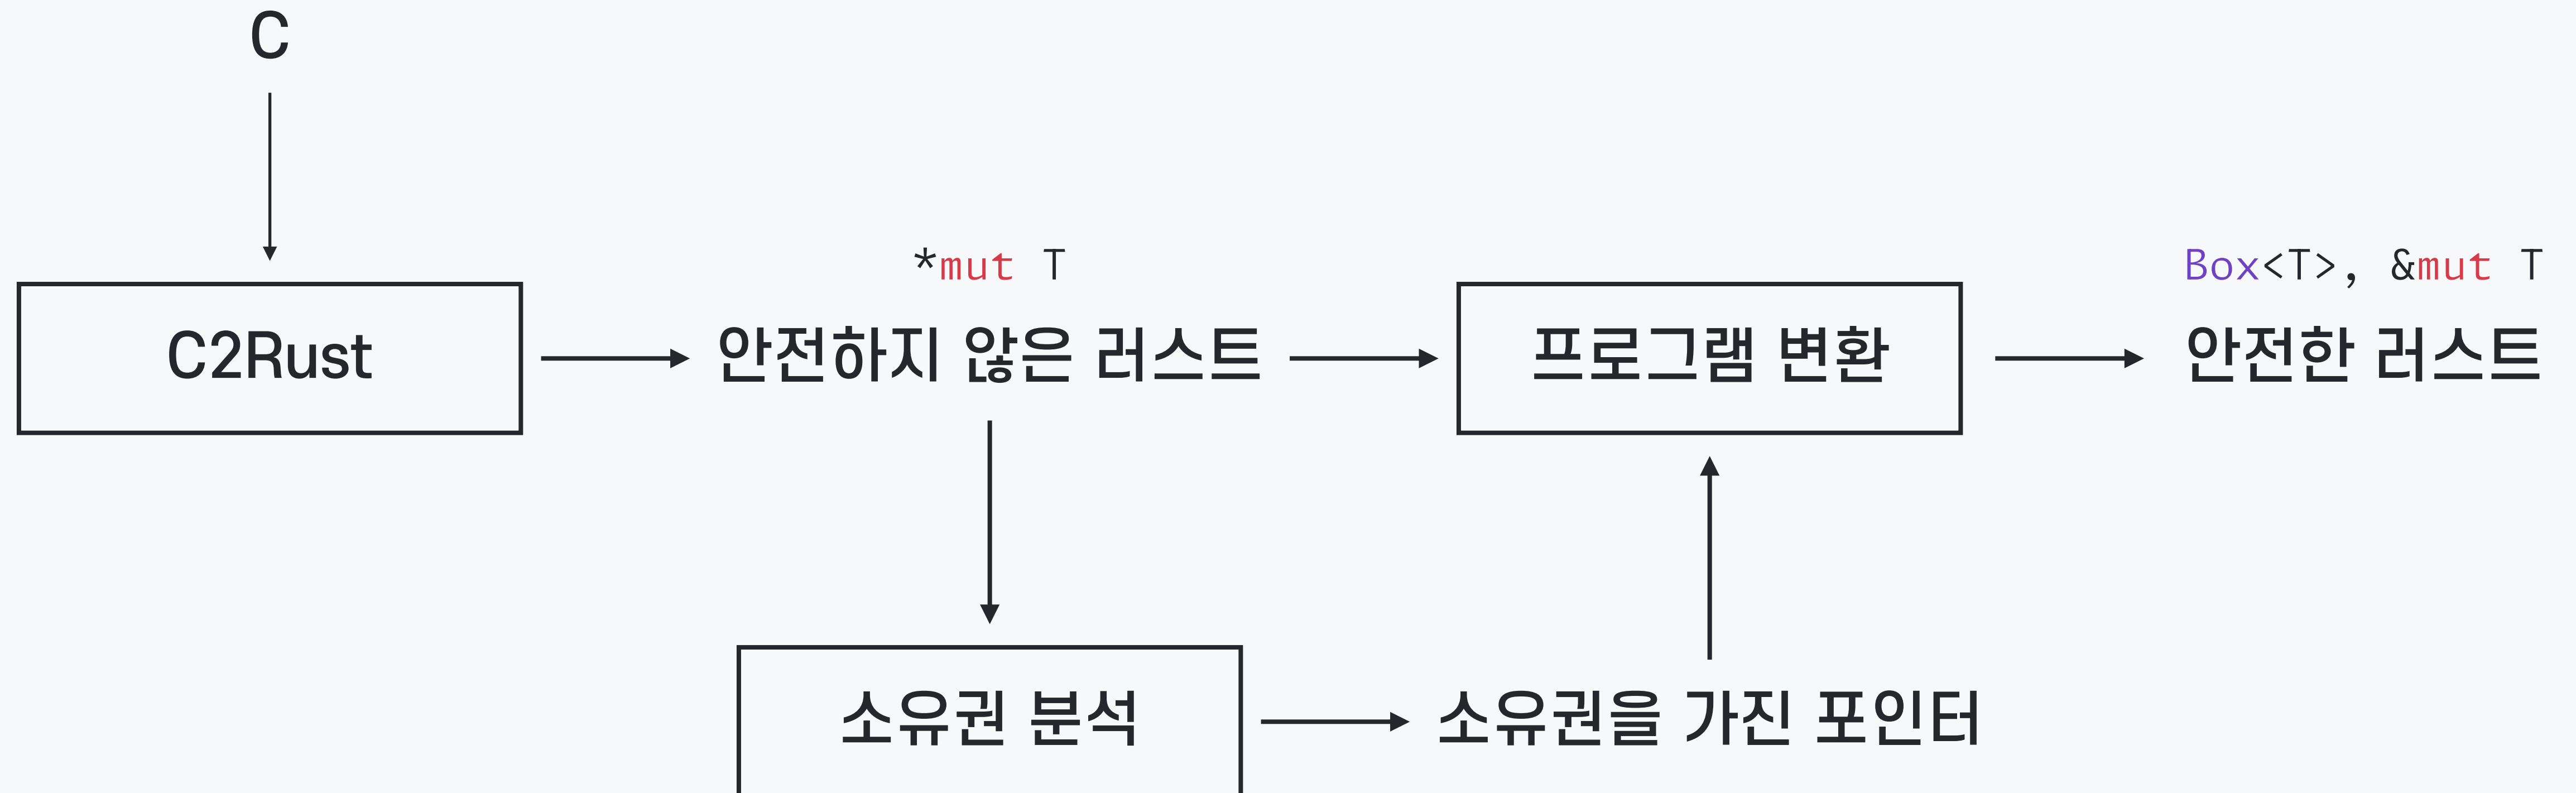 C
*mut T
Box<T>, &mut T
C2Rust
안전하지 않은 러스트
프로그램 변환
안전한 러스트
소유권 분석
소유권을 가진 포인터